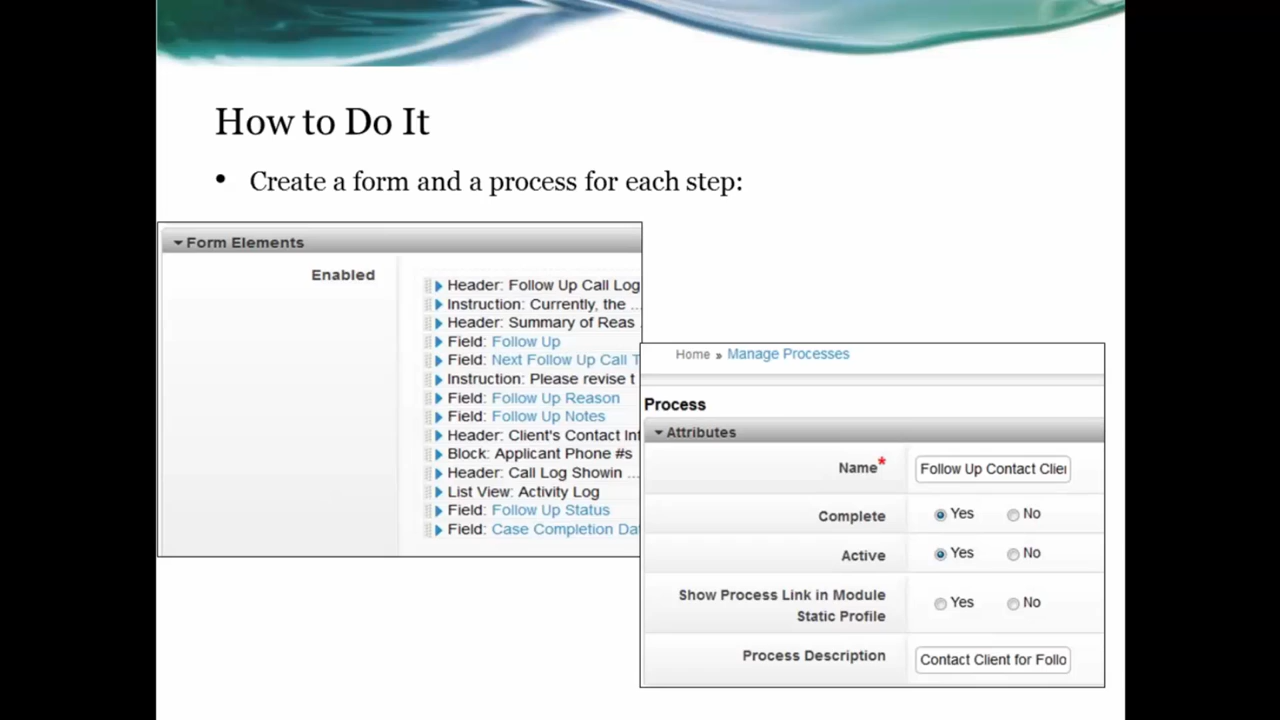 How to Do It
• Create a form and a process for each step:
Form Elements
Enabled
Header: Follow Up Call Log
Instruction: Currently, the ...
Header: Summary of Reas
Field: Follow Up
Field: Next Follow Up Call T
Instruction: Please revise t
Field: Follow Up Reason
Field: Follow Up Notes
Header: Client's Contact Inf
Block: Applicant Phone #s
Header: Call Log Showin ...
List View: Activity Log
Field: Follow Up Status
Field: Case Completion Da
Home » Manage Processes
Process
Attributes
Name* Follow Up Contact Clie
Complete Yes No
Active Yes No
Show Process Link in Module
Static Profile Yes No
Process Description Contact Client for Follo